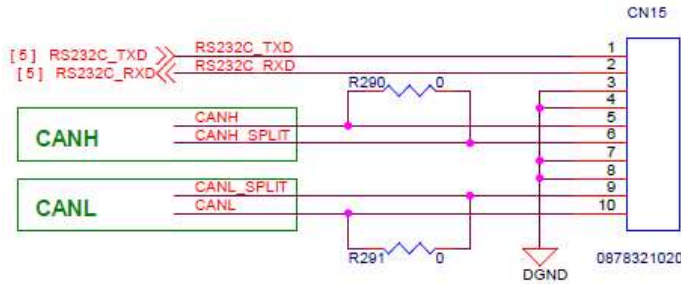 CN15
[5] RS232C_TXD RS232C_TXD 1
[5] RS232C_RXD RS232C_RXD 2
R290 0 3
4
CANH 5
CANH CANH_SPLIT 6
7
8
CANL_SPLIT 9
CANL CANL 10
R291 0 DGND 0878321020